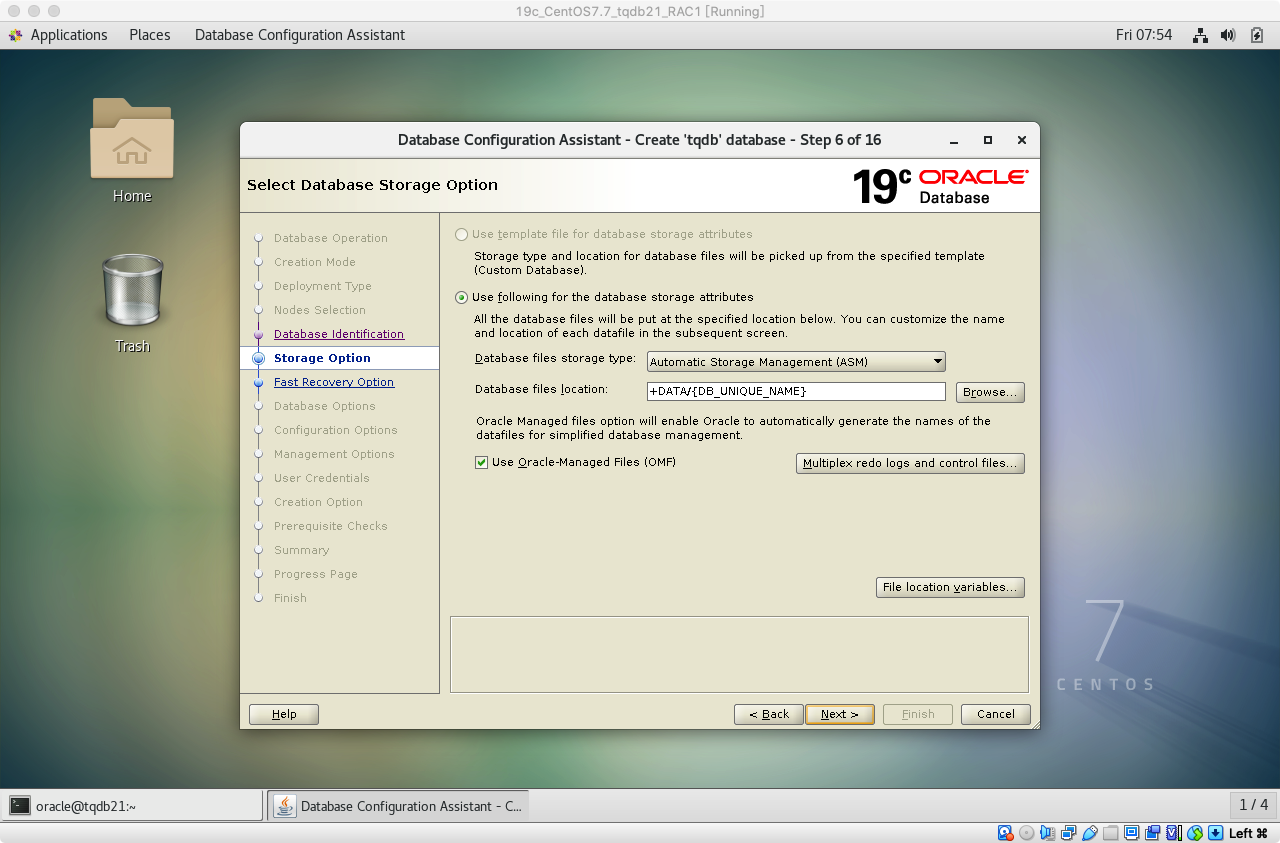 19c_CentOS7.7_tqdb21_RAC1 [Running]
Applications Places Database Configuration Assistant Fri 07:54
Home
Trash
Database Configuration Assistant - Create 'tqdb' database - Step 6 of 16
Select Database Storage Option
19c ORACLE
Database
Database Operation
Creation Mode
Deployment Type
Nodes Selection
Database Identification
Storage Option
Fast Recovery Option
Database Options
Configuration Options
Management Options
User Credentials
Creation Option
Prerequisite Checks
Summary
Progress Page
Finish
Use template file for database storage attributes
Storage type and location for database files will be picked up from the specified template
(Custom Database).
Use following for the database storage attributes
All the database files will be put at the specified location below. You can customize the name
and location of each datafile in the subsequent screen.
Database files storage type: Automatic Storage Management (ASM)
Database files location: +DATA/{DB_UNIQUE_NAME} Browse...
Oracle Managed files option will enable Oracle to automatically generate the names of the
datafiles for simplified database management.
Use Oracle-Managed Files (OMF) Multiplex redo logs and control files...
File location variables...
Help < Back Next > Finish Cancel
7
CENTOS
oracle@tqdb21:~ Database Configuration Assistant - C... 1 / 4
Left ⌘